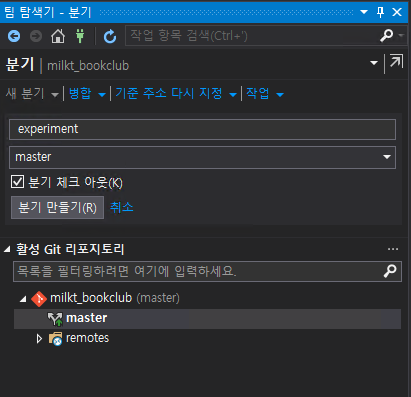 팀 탐색기 - 분기
작업 항목 검색(Ctrl+')
분기 | milkt_bookclub
새 분기 | 병합 | 기준 주소 다시 지정 | 작업
experiment
master
분기 체크 아웃(K)
분기 만들기(R) 취소
활성 Git 리포지토리
목록을 필터링하려면 여기에 입력하세요.
milkt_bookclub (master)
master
remotes